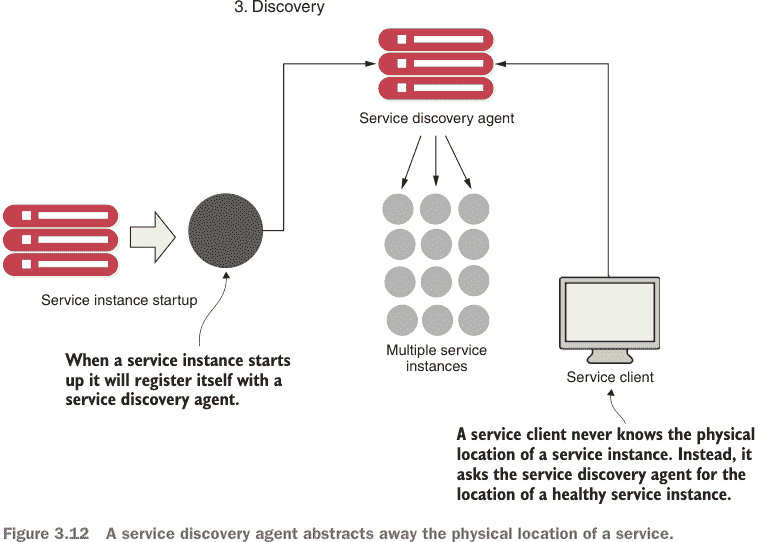 3. Discovery
Service discovery agent
Service instance startup
Multiple service
instances
Service client
When a service instance starts
up it will register itself with a
service discovery agent.
A service client never knows the physical
location of a service instance. Instead, it
asks the service discovery agent for the
location of a healthy service instance.
Figure 3.12 A service discovery agent abstracts away the physical location of a service.